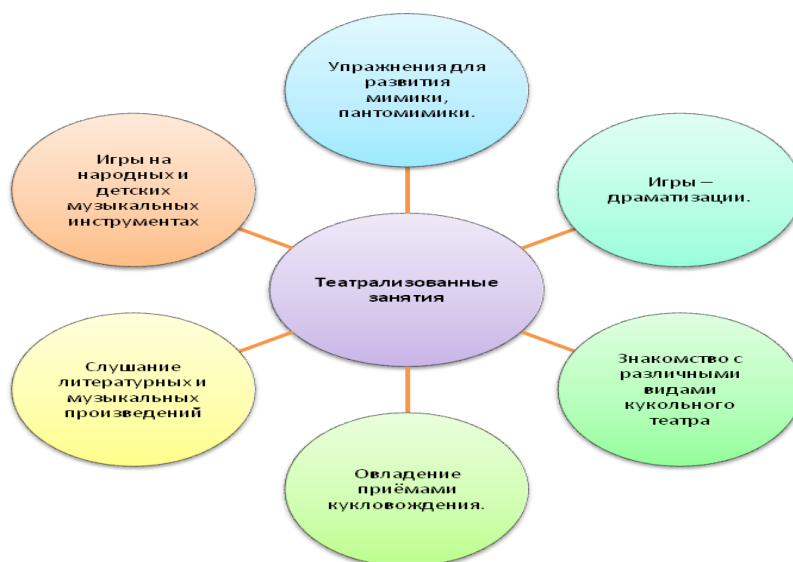 Упражнения для
развития
мимики,
пантомимики.
Игры на
народных и
детских
музыкальных
инструментах
Игры –
драматизации.
Театрализованные
занятия
Слушание
литературных и
музыкальных
произведений
Знакомство с
различными
видами
кукольного
театра
Овладение
приёмами
кукловождения.